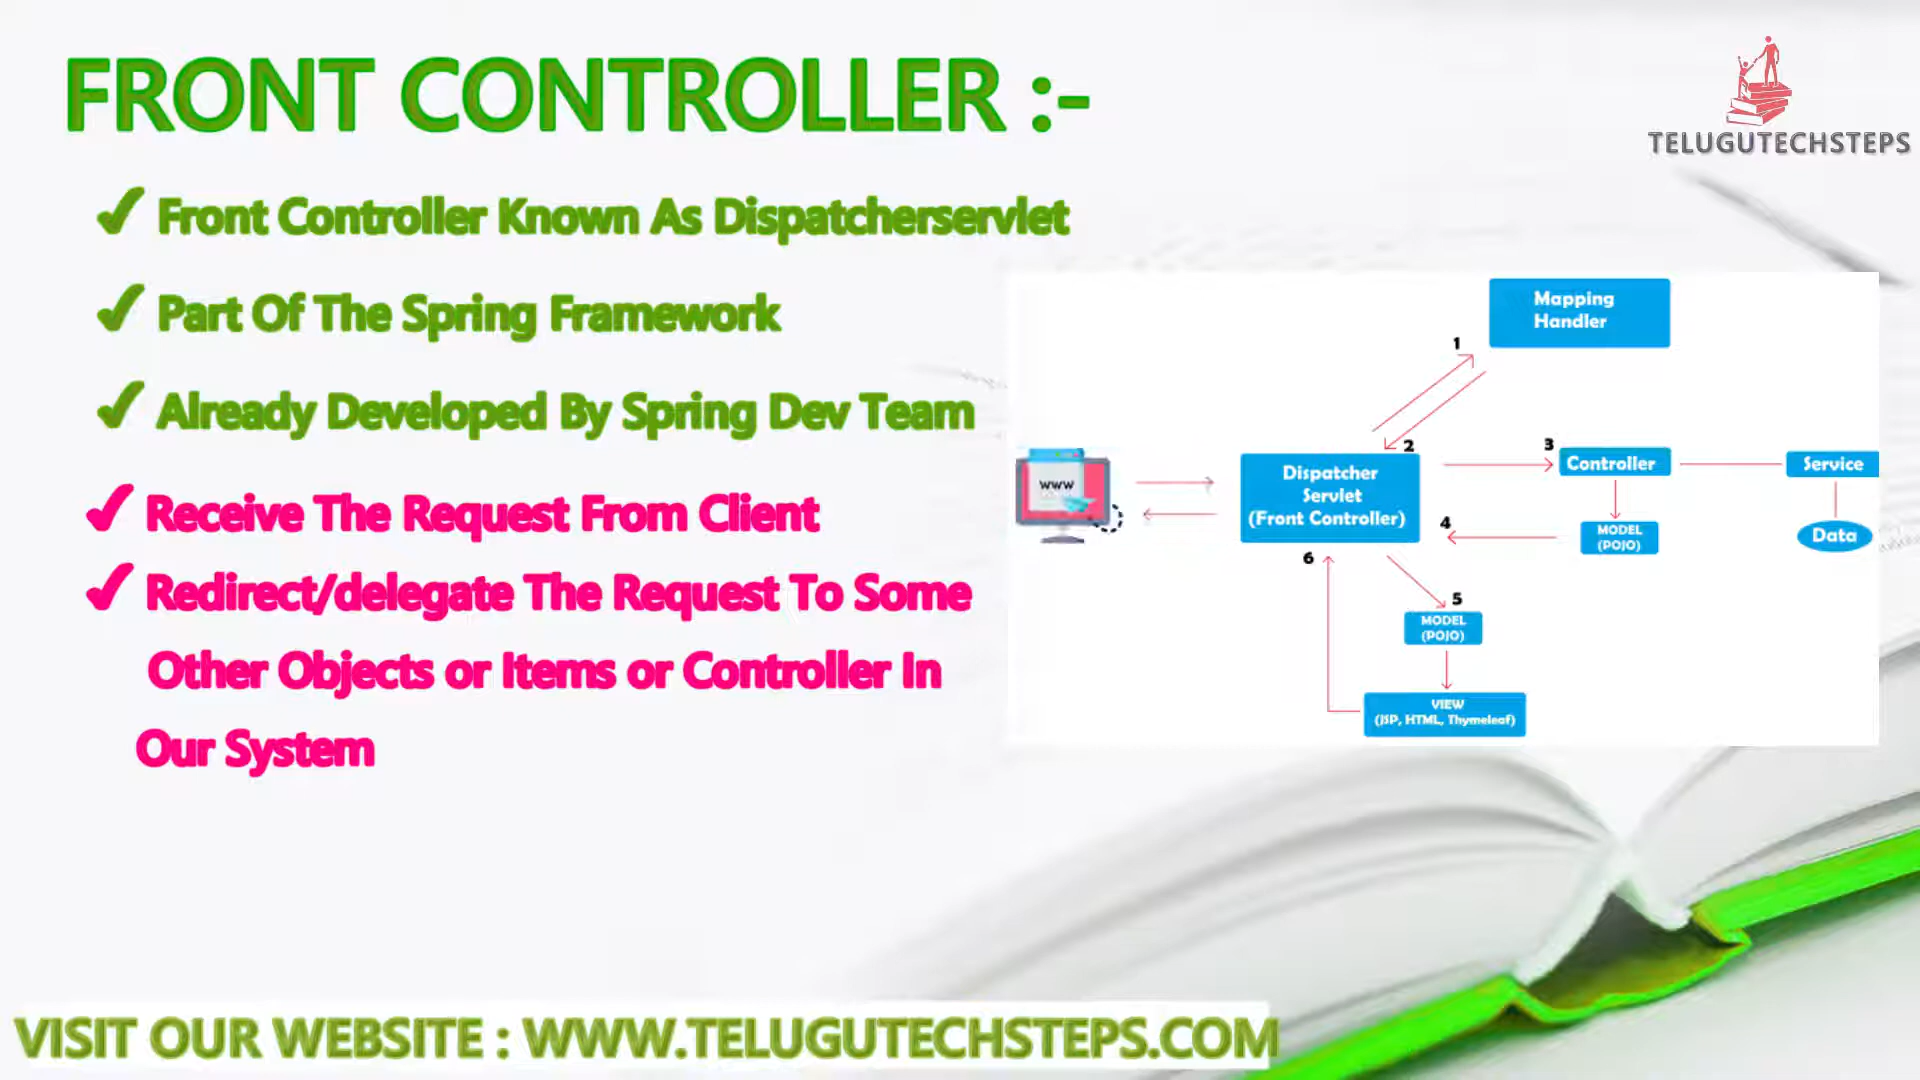 FRONT CONTROLLER :-
TELUGUTECHSTEPS
✔ Front Controller Known As Dispatcherservlet
✔ Part Of The Spring Framework
✔ Already Developed By Spring Dev Team
✔ Receive The Request From Client
✔ Redirect/delegate The Request To Some
Other Objects or Items or Controller In
Our System
Mapping
Handler
1
2
3
Controller
Service
WWW
Dispatcher
Servlet
(Front Controller)
4
MODEL
(POJO)
Data
6
5
MODEL
(POJO)
VIEW
(JSP, HTML, Thymeleaf)
VISIT OUR WEBSITE : WWW.TELUGUTECHSTEPS.COM